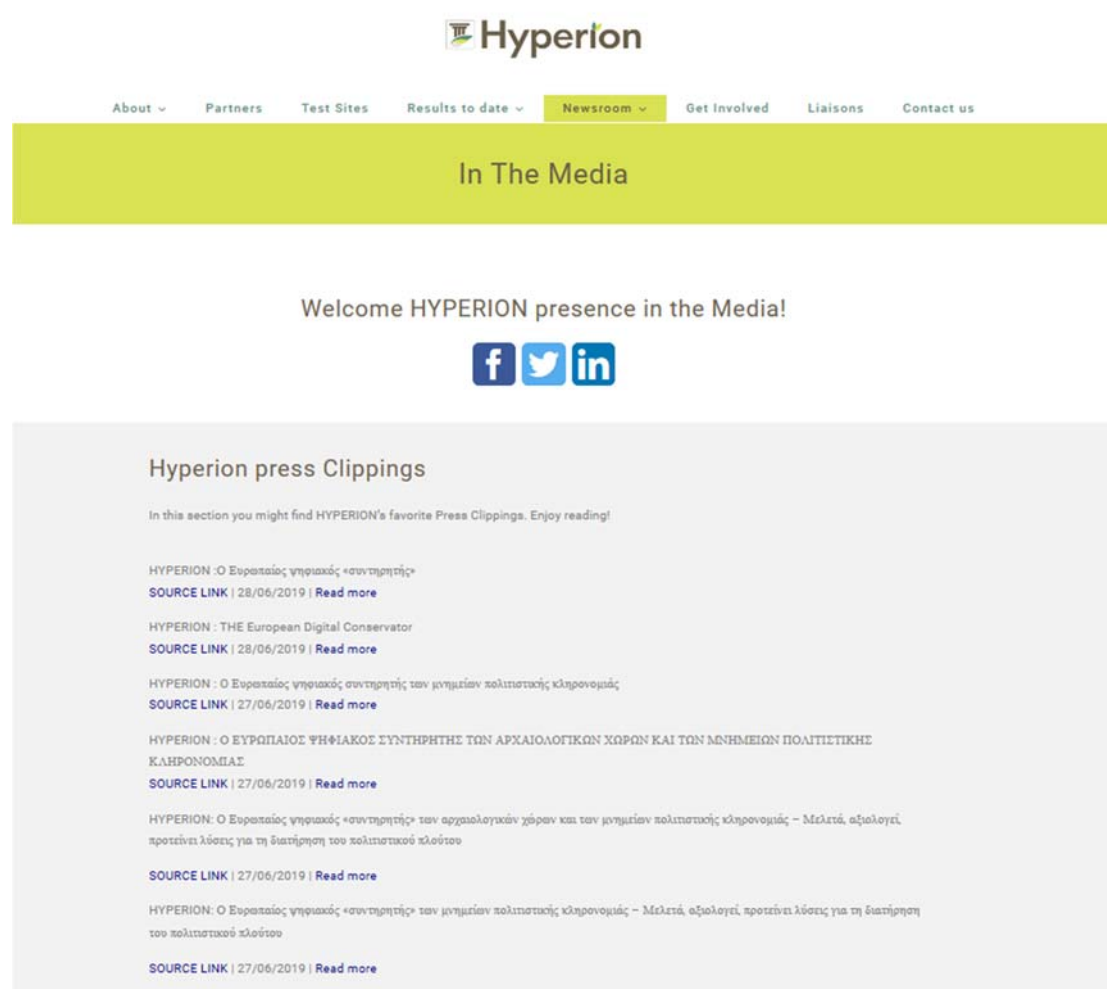 Hyperion
About Partners Test Sites Results to date Newsroom Get Involved Liaisons Contact us
In The Media
Welcome HYPERION presence in the Media!
Hyperion press Clippings
In this section you might find HYPERION's favorite Press Clippings. Enjoy reading!
HYPERION :Ο Ευρωπαίος ψηφιακός «συντηρητής»
SOURCE LINK | 28/06/2019 | Read more
HYPERION : THE European Digital Conservator
SOURCE LINK | 28/06/2019 | Read more
HYPERION : Ο Ευρωπαίος ψηφιακός συντηρητής των μνημείων πολιτιστικής κληρονομιάς
SOURCE LINK | 27/06/2019 | Read more
HYPERION : Ο ΕΥΡΩΠΑΙΟΣ ΨΗΦΙΑΚΟΣ ΣΥΝΤΗΡΗΤΗΣ ΤΩΝ ΑΡΧΑΙΟΛΟΓΙΚΩΝ ΧΩΡΩΝ ΚΑΙ ΤΩΝ ΜΝΗΜΕΙΩΝ ΠΟΛΙΤΙΣΤΙΚΗΣ
ΚΛΗΡΟΝΟΜΙΑΣ
SOURCE LINK | 27/06/2019 | Read more
HYPERION: Ο Ευρωπαίος ψηφιακός «συντηρητής» των αρχαιολογικών χώρων και των μνημείων πολιτιστικής κληρονομιάς – Μελετά, αξιολογεί,
προτείνει λύσεις για τη διατήρηση του πολιτιστικού πλούτου
SOURCE LINK | 27/06/2019 | Read more
HYPERION: Ο Ευρωπαίος ψηφιακός «συντηρητής» των μνημείων πολιτιστικής κληρονομιάς – Μελετά, αξιολογεί, προτείνει λύσεις για τη διατήρηση
του πολιτιστικού πλούτου
SOURCE LINK | 27/06/2019 | Read more